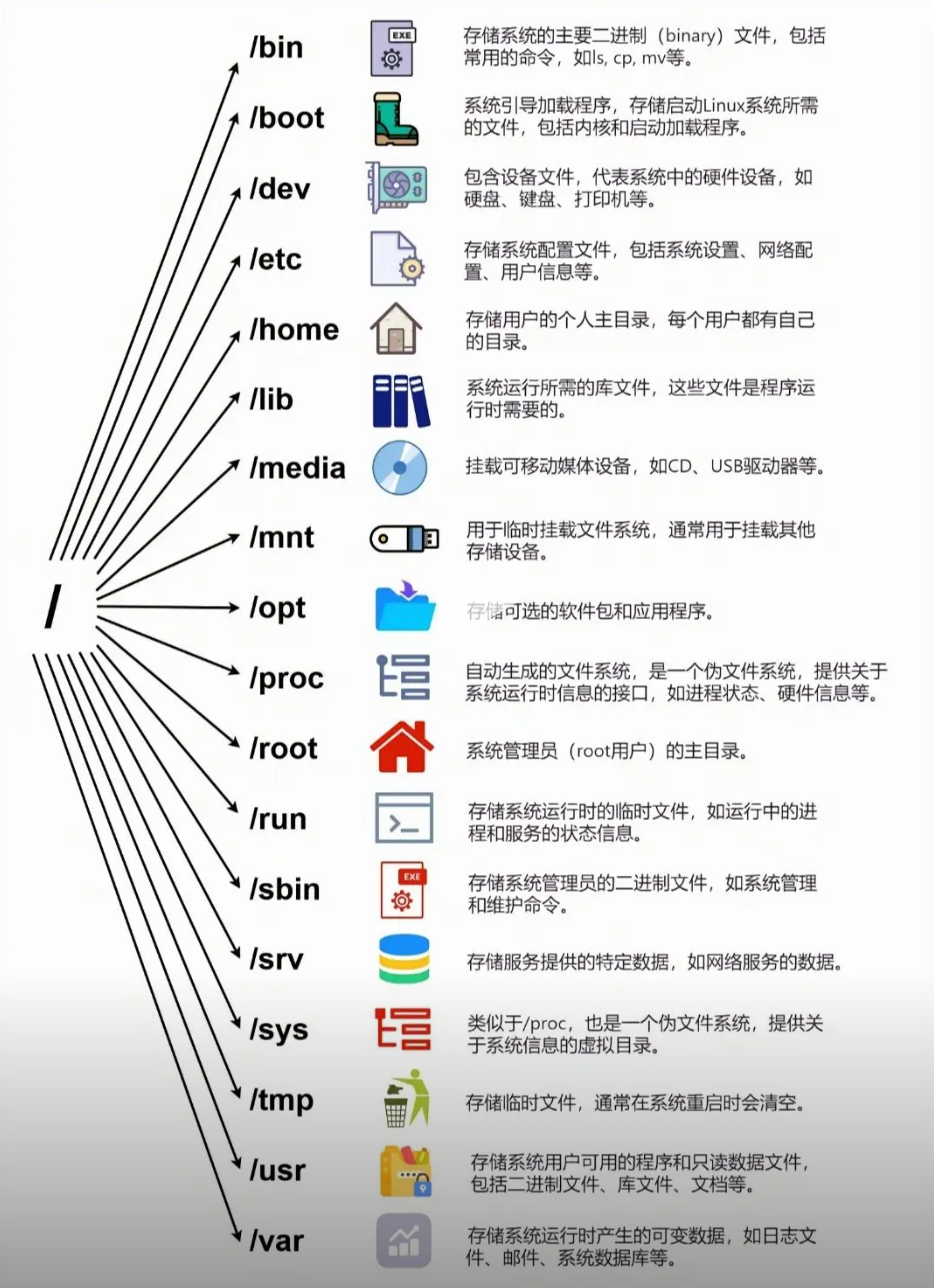 /
/bin
EXE
存储系统的主要二进制（binary）文件，包括
常用的命令，如ls, cp, mv等。
/boot
系统引导加载程序，存储启动Linux系统所需
的文件，包括内核和启动加载程序。
/dev
包含设备文件，代表系统中的硬件设备，如
硬盘、键盘、打印机等。
/etc
存储系统配置文件，包括系统设置、网络配
置、用户信息等。
/home
存储用户的个人主目录，每个用户都有自己
的目录。
/lib
系统运行所需的库文件，这些文件是程序运
行时需要的。
/media
挂载可移动媒体设备，如CD、USB驱动器等。
/mnt
用于临时挂载文件系统，通常用于挂载其他
存储设备。
/opt
存储可选的软件包和应用程序。
/proc
自动生成的文件系统，是一个伪文件系统，提供关于
系统运行时信息的接口，如进程状态、硬件信息等。
/root
系统管理员（root用户）的主目录。
/run
存储系统运行时的临时文件，如运行中的进
程和服务的状态信息。
/sbin
EXE
存储系统管理员的二进制文件，如系统管理
和维护命令。
/srv
存储服务提供的特定数据，如网络服务的数据。
/sys
类似于/proc，也是一个伪文件系统，提供关
于系统信息的虚拟目录。
/tmp
存储临时文件，通常在系统重启时会清空。
/usr
存储系统用户可用的程序和只读数据文件，
包括二进制文件、库文件、文档等。
/var
存储系统运行时产生的可变数据，如日志文
件、邮件、系统数据库等。